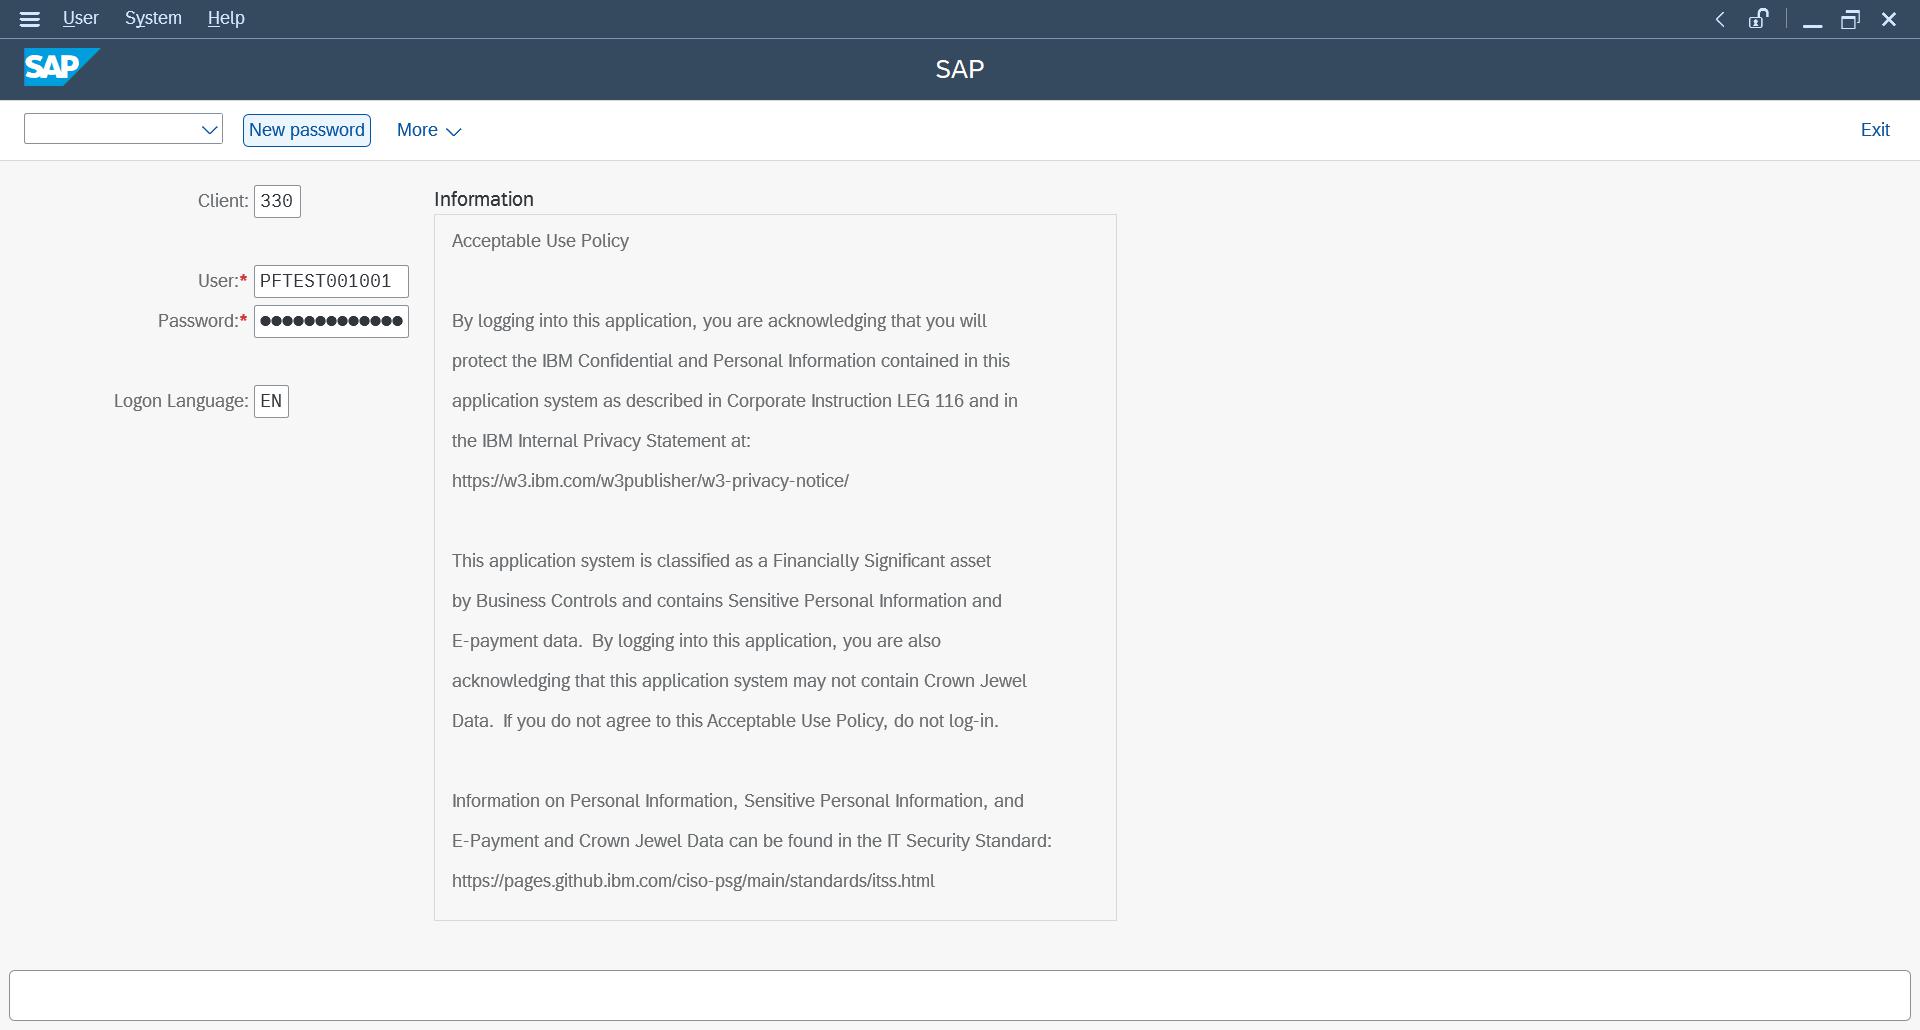 User System Help
SAP
SAP
New password More Exit
Client: 330
User:* PFTEST001001
Password:*
Logon Language: EN
Information
Acceptable Use Policy
By logging into this application, you are acknowledging that you will
protect the IBM Confidential and Personal Information contained in this
application system as described in Corporate Instruction LEG 116 and in
the IBM Internal Privacy Statement at:
https://w3.ibm.com/w3publisher/w3-privacy-notice/
This application system is classified as a Financially Significant asset
by Business Controls and contains Sensitive Personal Information and
E-payment data.  By logging into this application, you are also
acknowledging that this application system may not contain Crown Jewel
Data.  If you do not agree to this Acceptable Use Policy, do not log-in.
Information on Personal Information, Sensitive Personal Information, and
E-Payment and Crown Jewel Data can be found in the IT Security Standard:
https://pages.github.ibm.com/ciso-psg/main/standards/itss.html